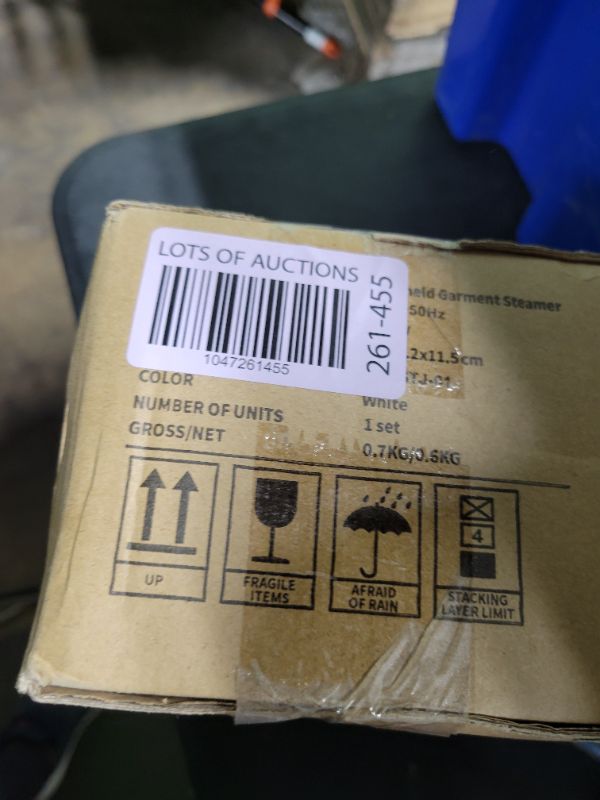 LOTS OF AUCTIONS
1047261455
261-455
Garment Steamer
50Hz
.2x11.5cm
COLOR White
NUMBER OF UNITS 1 set
GROSS/NET 0.7KG/0.6KG
UP
FRAGILE
ITEMS
AFRAID
OF RAIN
4
STACKING
LAYER LIMIT